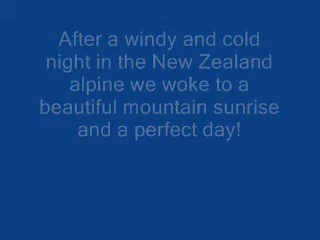 After a windy and cold
night in the New Zealand
alpine we woke to a
beautiful mountain sunrise
and a perfect day!